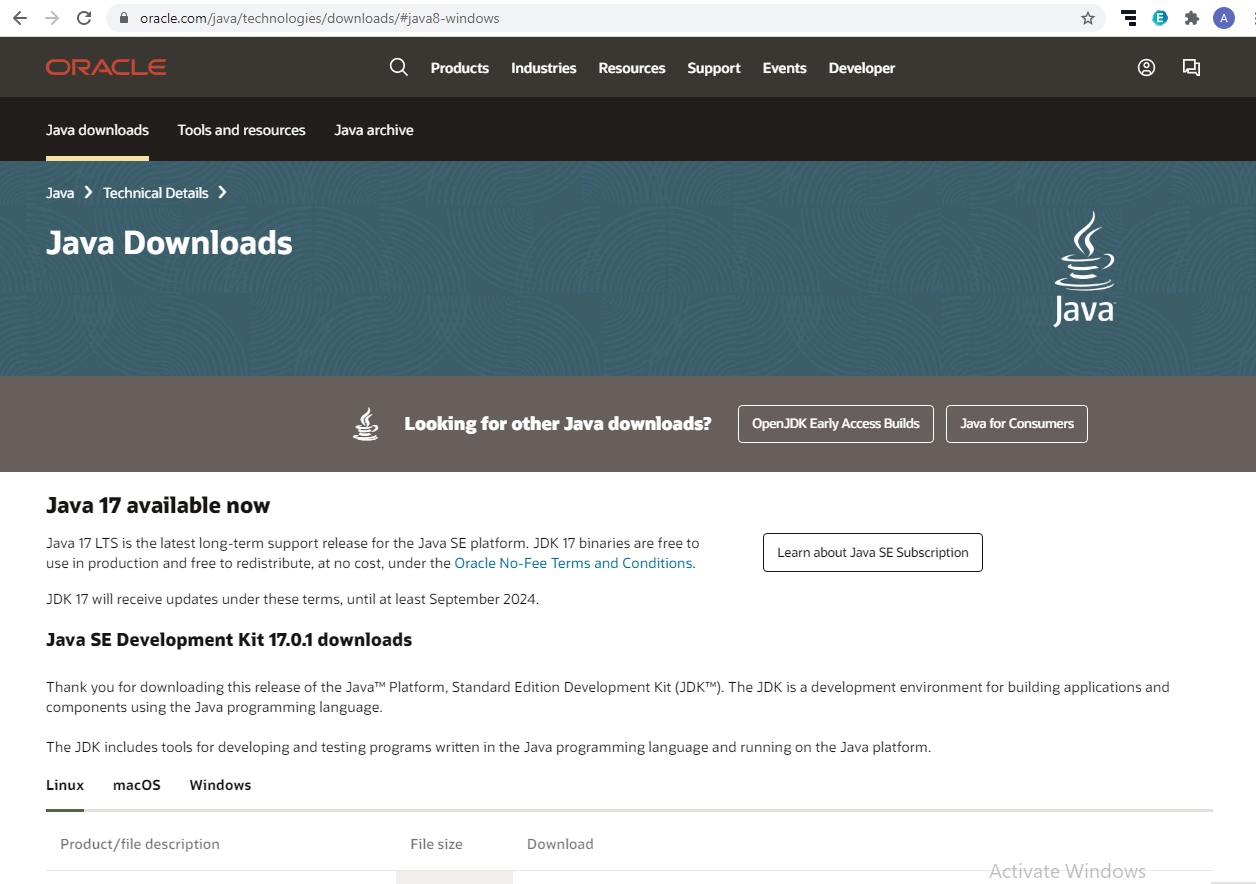 oracle.com/java/technologies/downloads/#java8-windows
E
A
ORACLE
Products Industries Resources Support Events Developer
Java downloads Tools and resources Java archive
Java Technical Details
Java Downloads
Java
Looking for other Java downloads? OpenJDK Early Access Builds Java for Consumers
Java 17 available now
Java 17 LTS is the latest long-term support release for the Java SE platform. JDK 17 binaries are free to
use in production and free to redistribute, at no cost, under the Oracle No-Fee Terms and Conditions.
Learn about Java SE Subscription
JDK 17 will receive updates under these terms, until at least September 2024.
Java SE Development Kit 17.0.1 downloads
Thank you for downloading this release of the Java™ Platform, Standard Edition Development Kit (JDK™). The JDK is a development environment for building applications and
components using the Java programming language.
The JDK includes tools for developing and testing programs written in the Java programming language and running on the Java platform.
Linux macOS Windows
Product/file description File size Download
Activate Windows